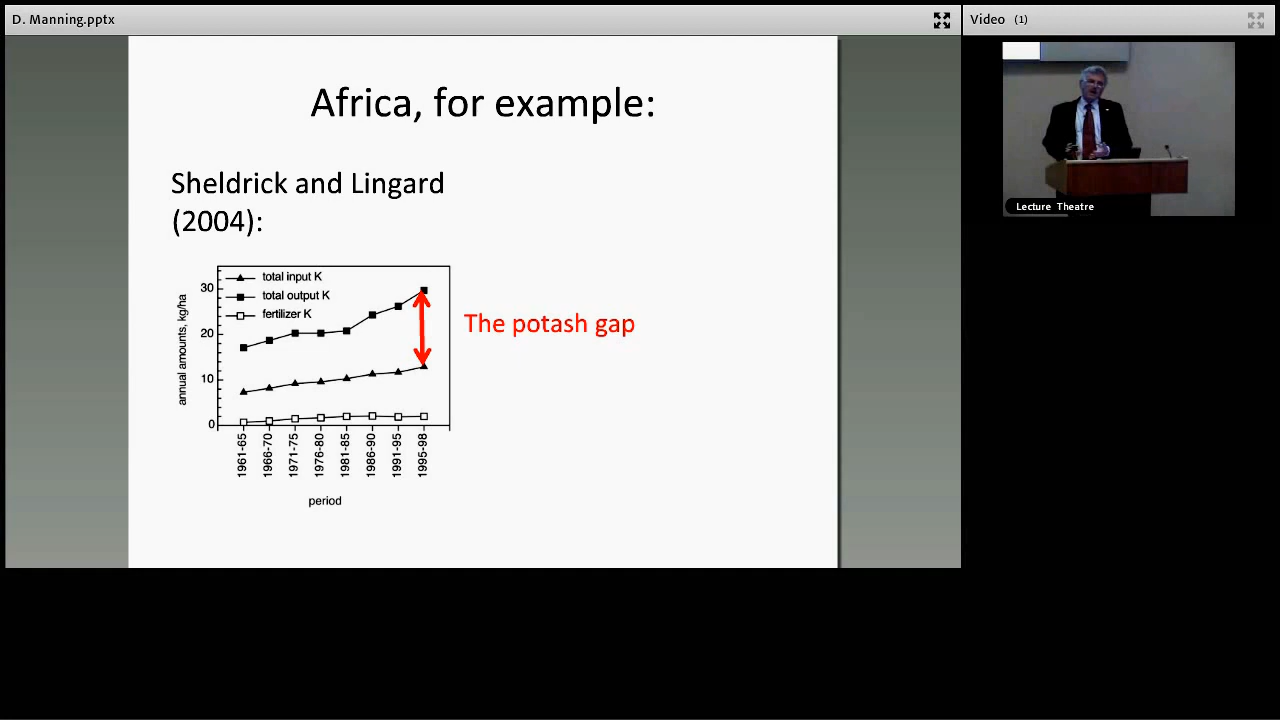 D. Manning.pptx
Video (1)
Africa, for example:
Sheldrick and Lingard
(2004):
total input K
total output K
fertilizer K
30
20
10
0
annual amounts, kg/ha
1961-65
1966-70
1971-75
1976-80
1981-85
1986-90
1991-95
1995-98
period
The potash gap
Lecture Theatre